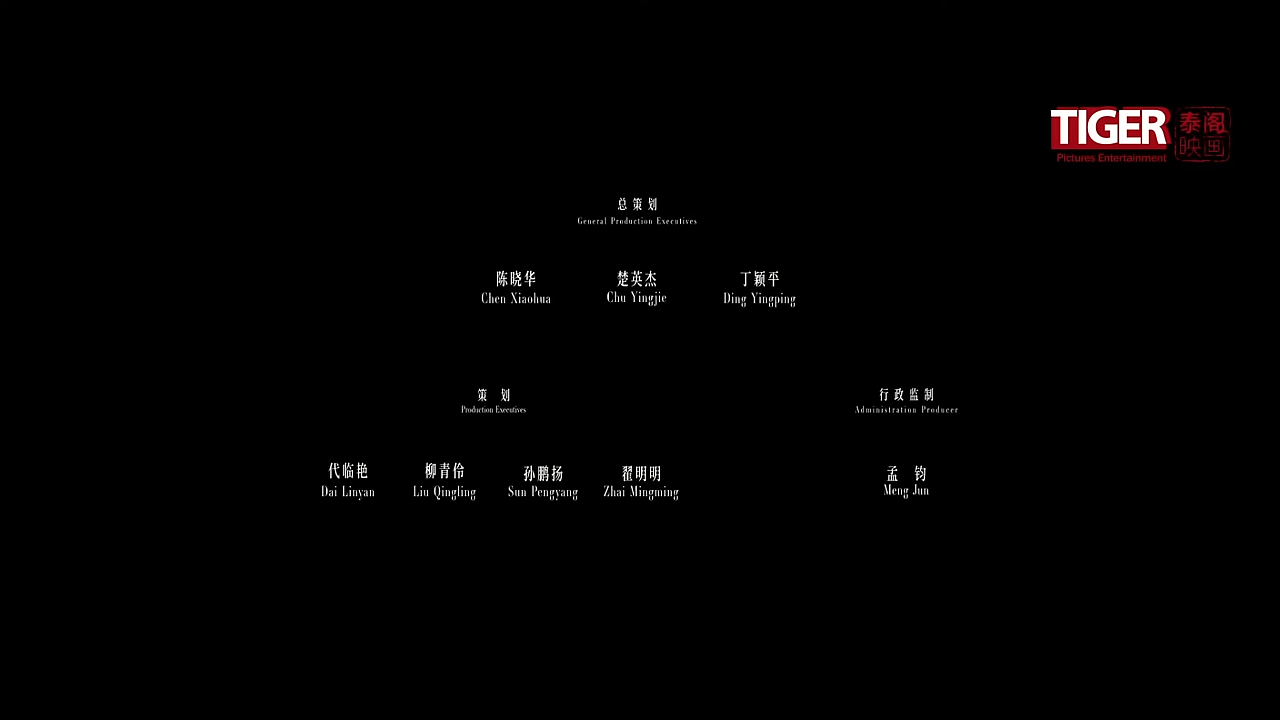 TIGER 泰阁
Pictures Entertainment 映画
总策划
General Production Executives
陈晓华 楚英杰 丁颖平
Chen Xiaohua Chu Yingjie Ding Yingping
策 划 行政监制
Production Executives Administration Producer
代临艳 柳青伶 孙鹏扬 翟明明 孟 钧
Dai Linyan Liu Qingling Sun Pengyang Zhai Mingming Meng Jun